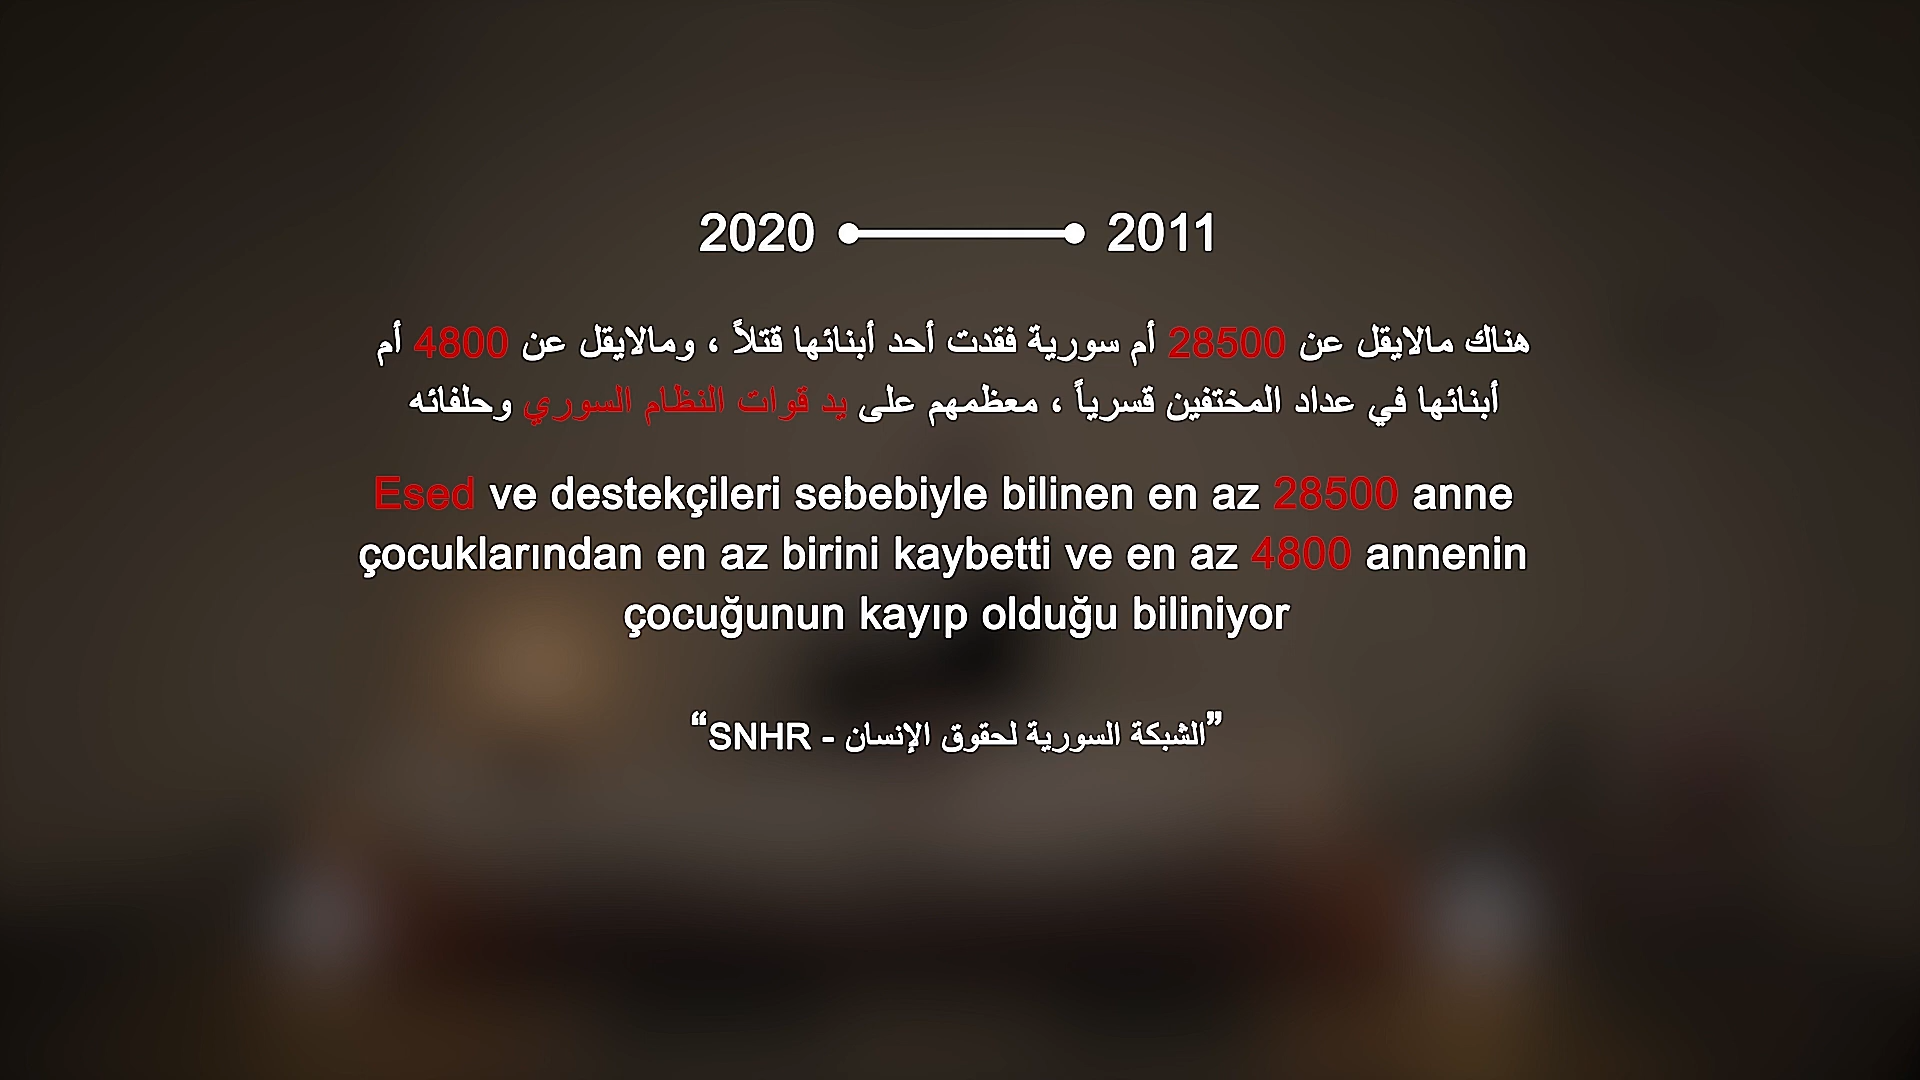 2020 2011
هناك مالايقل عن 28500 أم سورية فقدت أحد أبنائها قتلاً ، ومالايقل عن 4800 أم
أبنائها في عداد المختفين قسرياً ، معظمهم على يد قوات النظام السوري وحلفائه
Esed ve destekçileri sebebiyle bilinen en az 28500 anne
çocuklarından en az birini kaybetti ve en az 4800 annenin
çocuğunun kayıp olduğu biliniyor
”الشبكة السورية لحقوق الإنسان - SNHR“